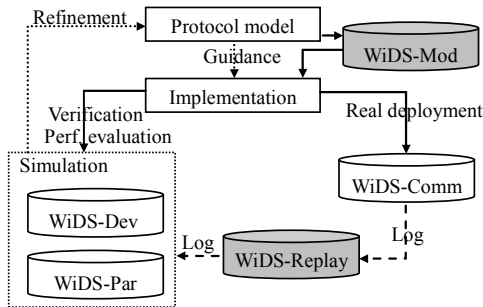 Refinement
Protocol model
Guidance
WiDS-Mod
Implementation
Verification
Perf. evaluation
Real deployment
Simulation
WiDS-Dev
WiDS-Par
WiDS-Comm
Log
WiDS-Replay
Log